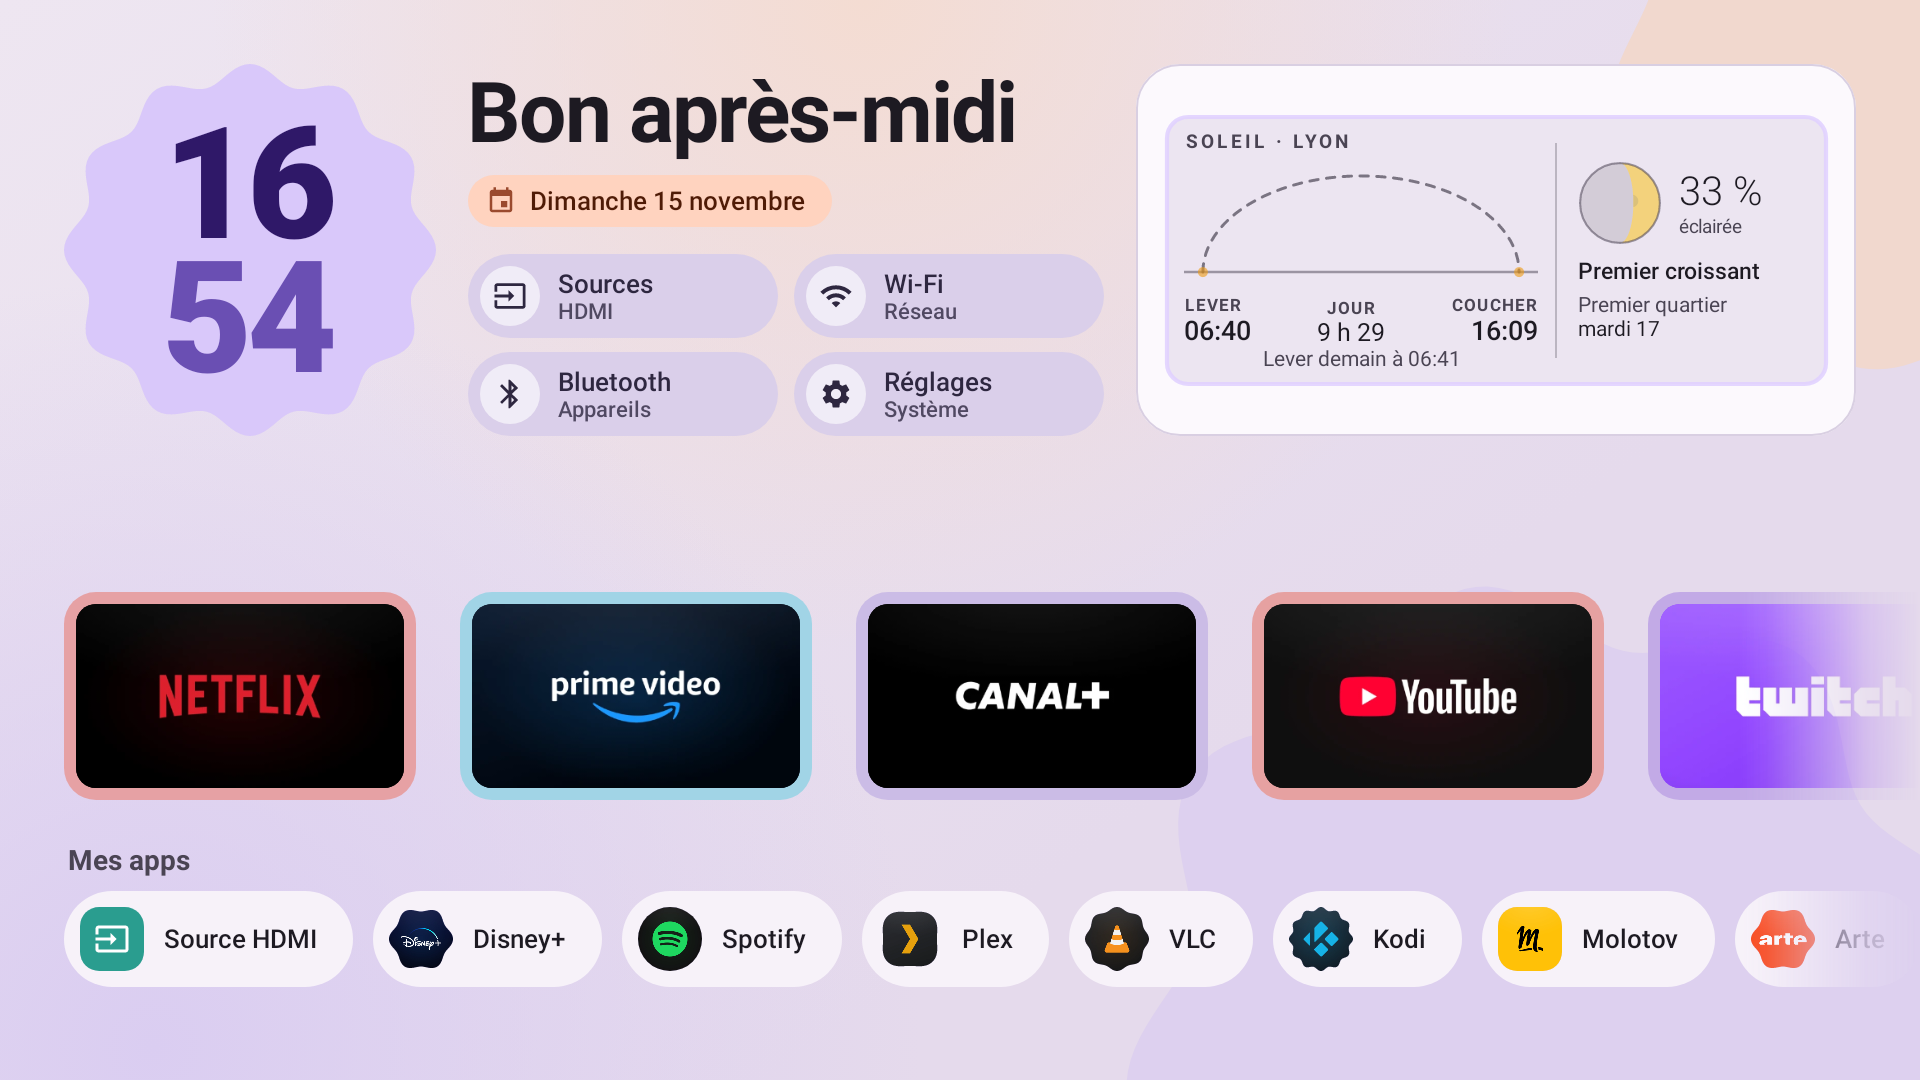 16
54
Bon après-midi
Dimanche 15 novembre
Sources
HDMI
Wi-Fi
Réseau
Bluetooth
Appareils
Réglages
Système
SOLEIL · LYON
LEVER
06:40
JOUR
9 h 29
COUCHER
16:09
Lever demain à 06:41
33 %
éclairée
Premier croissant
Premier quartier
mardi 17
NETFLIX
prime video
CANAL+
YouTube
twitch
Mes apps
Source HDMI
Disney+
Disney+
Spotify
Plex
VLC
Kodi
M.
Molotov
arte
Arte